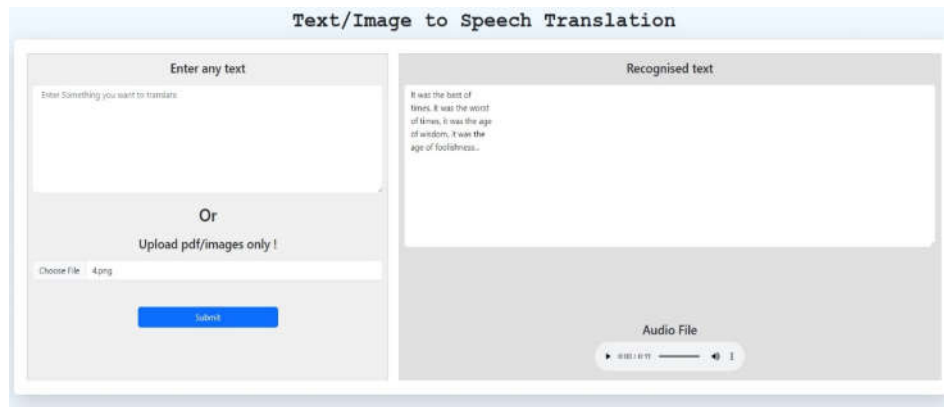 Text/Image to Speech Translation
Enter any text
Enter Something you want to translate
Or
Upload pdf/images only !
Choose File 4.png
Submit
Recognised text
It was the best of
times, it was the worst
of times, it was the age
of wisdom, it was the
age of foolishness...
Audio File